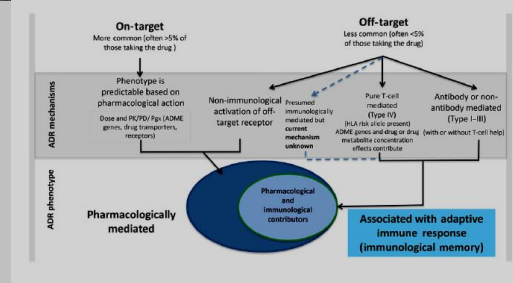 On-target
More common (often >5% of
those taking the drug )
Off-target
Less common (often <5%
of those taking the drug)
ADR mechanisms
Phenotype is
predictable based on
pharmacological action
Dose and PK/PD/ Pgx (ADME
genes, drug transporters,
receptors)
Non-immunological
activation of off-
target receptor
Presumed
immunologically
mediated but
current
mechanism
unknown
Pure T-cell
mediated
(Type IV)
(HLA risk allele present)
ADME genes and drug or drug
metabolite concentration
effects contribute
Antibody or non-
antibody mediated
(Type I–III)
(with or without T-cell help)
ADR phenotype
Pharmacologically
mediated
Pharmacological
and
immunological
contributors
Associated with adaptive
immune response
(immunological memory)